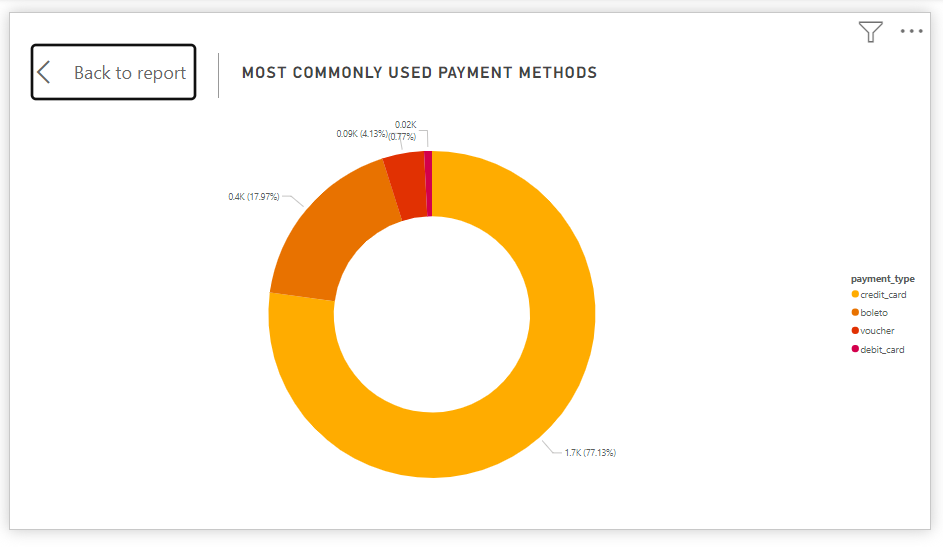 Back to report
MOST COMMONLY USED PAYMENT METHODS
0.02K
(0.77%)
0.09K (4.13%)
0.4K (17.97%)
1.7K (77.13%)
payment_type
credit_card
boleto
voucher
debit_card